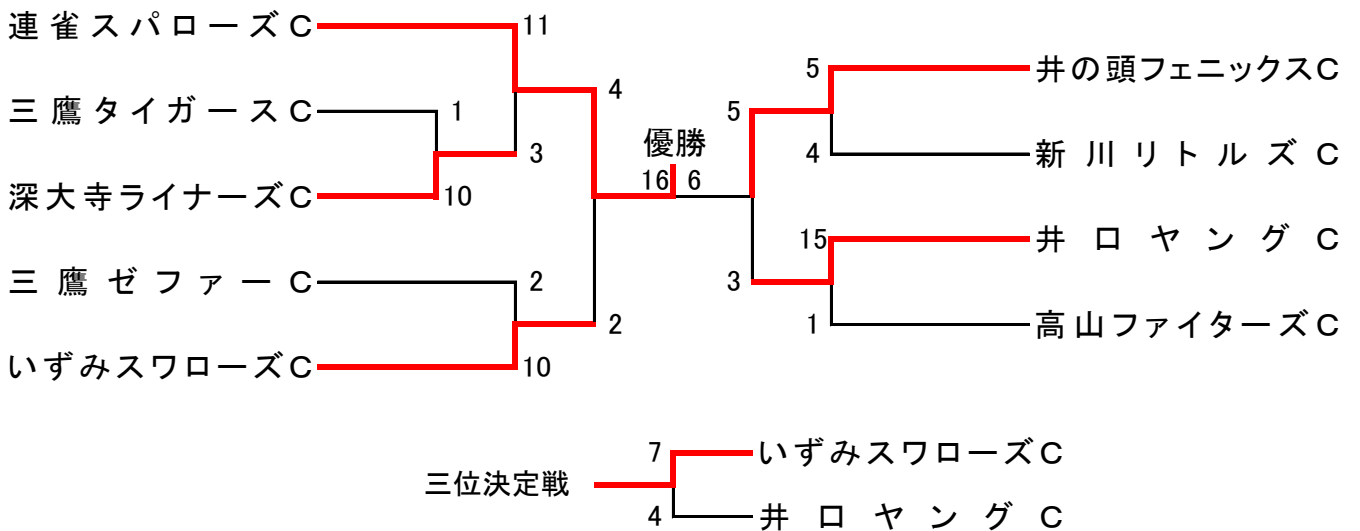 連雀スパローズC
11
三鷹タイガースC
1
深大寺ライナーズC
10
3
4
三鷹ゼファーC
2
いずみスワローズC
10
2
優勝
16 6
5
井の頭フェニックスC
5
4
新川リトルズC
15
井口ヤングC
3
1
高山ファイターズC
三位決定戦
7
いずみスワローズC
4
井口ヤングC